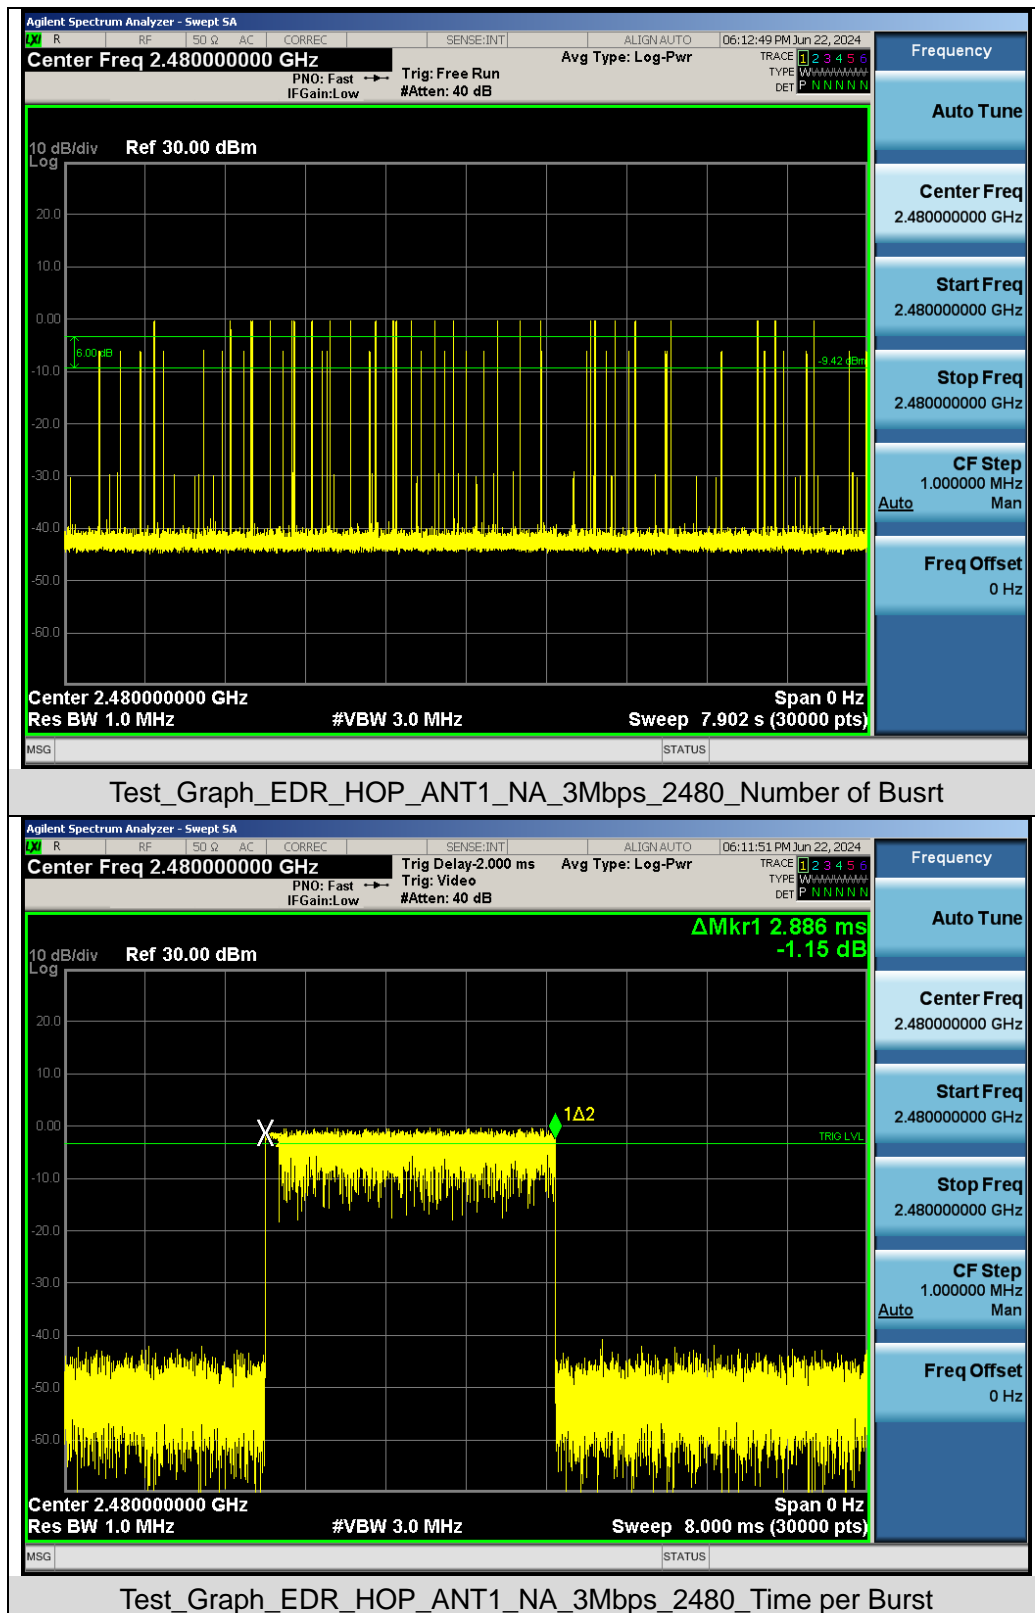 Agilent Spectrum Analyzer - Swept SA
LXI R RF 50 Ω AC CORREC SENSE:INT ALIGN AUTO 06:12:49 PM Jun 22, 2024
Center Freq 2.480000000 GHz Avg Type: Log-Pwr TRACE 1 2 3 4 5 6
PNO: Fast Trig: Free Run TYPE W
IFGain:Low #Atten: 40 dB DET P N N N N N
Frequency
Auto Tune
10 dB/div Ref 30.00 dBm
Log
20.0
10.0
0.00
6.00 dB
-9.42 dBm
-10.0
-20.0
-30.0
-40.0
-50.0
-60.0
Center Freq
2.480000000 GHz
Start Freq
2.480000000 GHz
Stop Freq
2.480000000 GHz
CF Step
1.000000 MHz
Auto Man
Freq Offset
0 Hz
Center 2.480000000 GHz Span 0 Hz
Res BW 1.0 MHz #VBW 3.0 MHz Sweep 7.902 s (30000 pts)
MSG STATUS
Test_Graph_EDR_HOP_ANT1_NA_3Mbps_2480_Number of Busrt
Agilent Spectrum Analyzer - Swept SA
LXI R RF 50 Ω AC CORREC SENSE:INT ALIGN AUTO 06:11:51 PM Jun 22, 2024
Center Freq 2.480000000 GHz Trig Delay-2.000 ms Avg Type: Log-Pwr TRACE 1 2 3 4 5 6
PNO: Fast Trig: Video TYPE W
IFGain:Low #Atten: 40 dB DET P N N N N N
Frequency
Auto Tune
ΔMkr1 2.886 ms
-1.15 dB
10 dB/div Ref 30.00 dBm
Log
20.0
10.0
0.00
1Δ2
TRIG LVL
-10.0
-20.0
-30.0
-40.0
-50.0
-60.0
Center Freq
2.480000000 GHz
Start Freq
2.480000000 GHz
Stop Freq
2.480000000 GHz
CF Step
1.000000 MHz
Auto Man
Freq Offset
0 Hz
Center 2.480000000 GHz Span 0 Hz
Res BW 1.0 MHz #VBW 3.0 MHz Sweep 8.000 ms (30000 pts)
MSG STATUS
Test_Graph_EDR_HOP_ANT1_NA_3Mbps_2480_Time per Burst